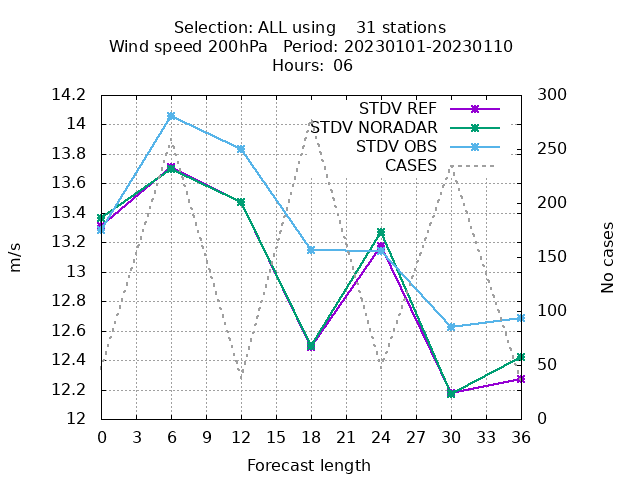 Selection: ALL using    31 stations
Wind speed 200hPa   Period: 20230101-20230110
Hours:  06
STDV REF
STDV NORADAR
STDV OBS
CASES
m/s
14.2
14
13.8
13.6
13.4
13.2
13
12.8
12.6
12.4
12.2
12
300
250
200
150
100
50
0
No cases
0 3 6 9 12 15 18 21 24 27 30 33 36
Forecast length